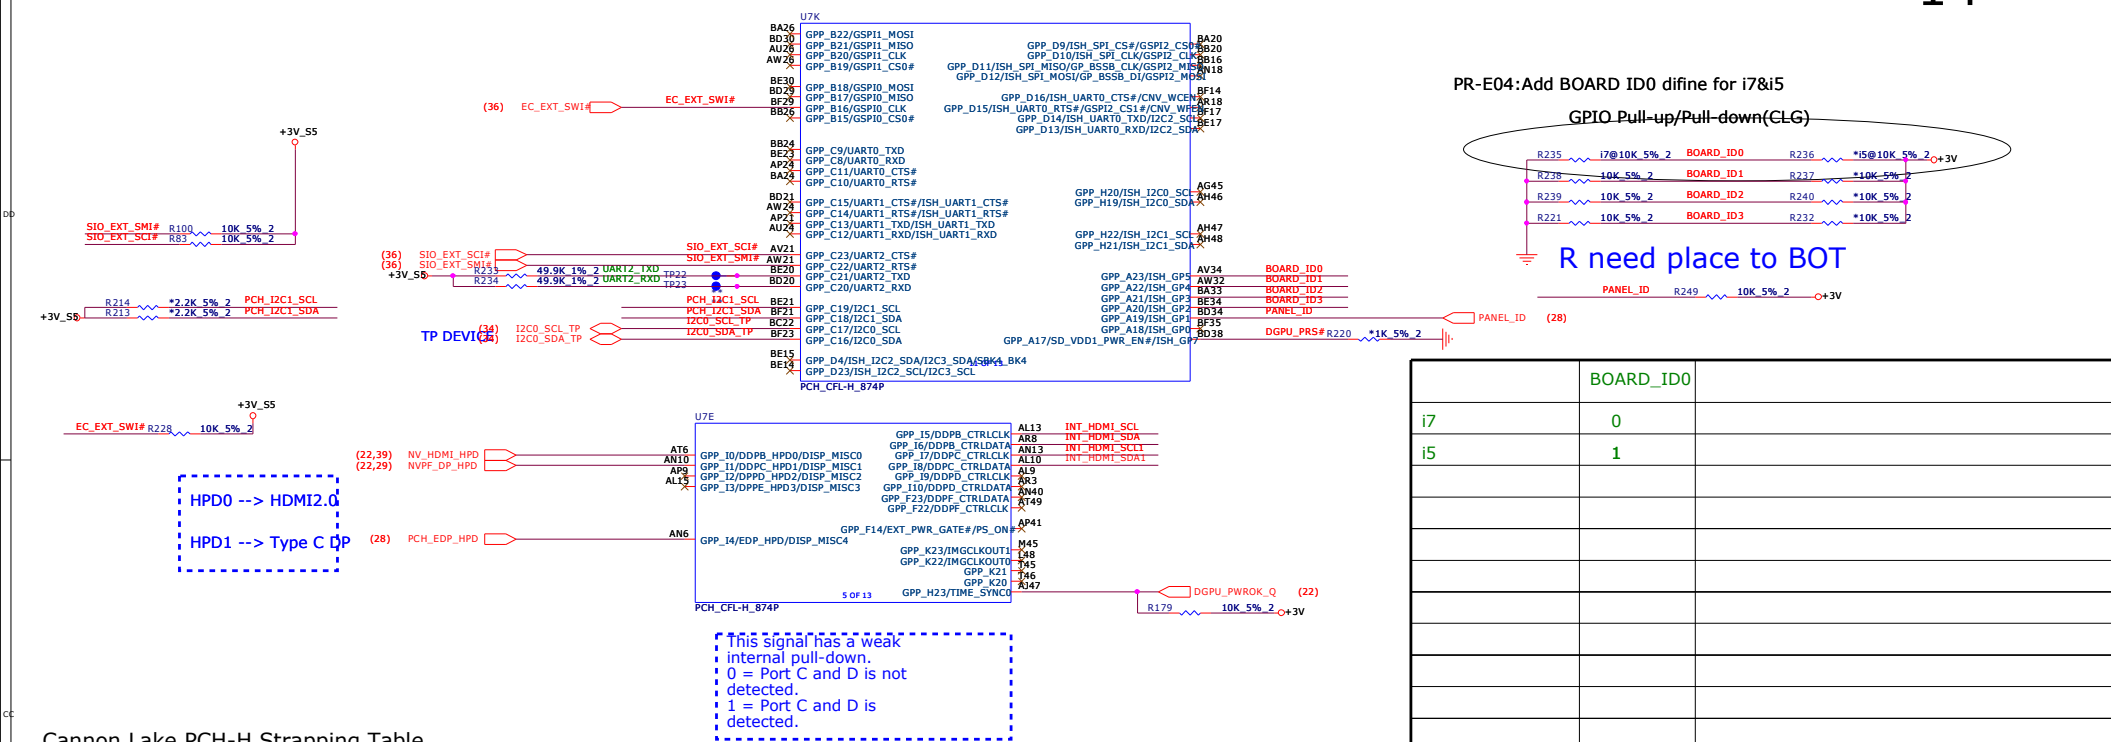 U7K
BA26
BD30
AU26
AW26
BE30
BD29
BF29
BB26
BB24
BE23
AP24
BA24
BD21
AW24
AP21
AU24
AV21
AW21
BE20
BD20
BE21
BF21
BC22
BF23
BE15
BE14
GPP_B22/GSPI1_MOSI
GPP_B21/GSPI1_MISO
GPP_B20/GSPI1_CLK
GPP_B19/GSPI1_CS0#
GPP_B18/GSPI0_MOSI
GPP_B17/GSPI0_MISO
GPP_B16/GSPI0_CLK
GPP_B15/GSPI0_CS0#
GPP_C9/UART0_TXD
GPP_C8/UART0_RXD
GPP_C11/UART0_CTS#
GPP_C10/UART0_RTS#
GPP_C15/UART1_CTS#/ISH_UART1_CTS#
GPP_C14/UART1_RTS#/ISH_UART1_RTS#
GPP_C13/UART1_TXD/ISH_UART1_TXD
GPP_C12/UART1_RXD/ISH_UART1_RXD
GPP_C23/UART2_CTS#
GPP_C22/UART2_RTS#
GPP_C21/UART2_TXD
GPP_C20/UART2_RXD
GPP_C19/I2C1_SCL
GPP_C18/I2C1_SDA
GPP_C17/I2C0_SCL
GPP_C16/I2C0_SDA
GPP_D4/ISH_I2C2_SDA/I2C3_SDA/SBK4_BK4
GPP_D23/ISH_I2C2_SCL/I2C3_SCL
GPP_D9/ISH_SPI_CS#/GSPI2_CS0#
GPP_D10/ISH_SPI_CLK/GSPI2_CLK
GPP_D11/ISH_SPI_MISO/GP_BSSB_CLK/GSPI2_MISO
GPP_D12/ISH_SPI_MOSI/GP_BSSB_DI/GSPI2_MOSI
GPP_D16/ISH_UART0_CTS#/CNV_WCEN
GPP_D15/ISH_UART0_RTS#/GSPI2_CS1#/CNV_WFEN
GPP_D14/ISH_UART0_TXD/I2C2_SCL
GPP_D13/ISH_UART0_RXD/I2C2_SDA
GPP_H20/ISH_I2C0_SCL
GPP_H19/ISH_I2C0_SDA
GPP_H22/ISH_I2C1_SCL
GPP_H21/ISH_I2C1_SDA
GPP_A23/ISH_GP5
GPP_A22/ISH_GP4
GPP_A21/ISH_GP3
GPP_A20/ISH_GP2
GPP_A19/ISH_GP1
GPP_A18/ISH_GP0
GPP_A17/SD_VDD1_PWR_EN#/ISH_GP7
BA20
BB20
BB16
AN18
BF14
AR18
BF17
BE17
AG45
AH46
AH47
AH48
AV34
AW32
BA33
BE34
BD34
BF35
BD38
BOARD_ID0
BOARD_ID1
BOARD_ID2
BOARD_ID3
PANEL_ID
PANEL_ID (28)
DGPU_PRS# R220 *1K_5%_2
PCH_CFL-H_874P
(36) EC_EXT_SWI# EC_EXT_SWI#
+3V_S5
SIO_EXT_SMI# R100 10K_5%_2
SIO_EXT_SCI# R83 10K_5%_2
(36) SIO_EXT_SCI# SIO_EXT_SCI#
(36) SIO_EXT_SMI# SIO_EXT_SMI#
+3V_S5 R233 49.9K_1%_2 UART2_TXD TP22
R234 49.9K_1%_2 UART2_RXD TP23
R214 *2.2K_5%_2 PCH_I2C1_SCL
+3V_S5 R213 *2.2K_5%_2 PCH_I2C1_SDA
PCH_I2C1_SCL
PCH_I2C1_SDA
(34) I2C0_SCL_TP I2C0_SCL_TP
TP DEVICE I2C0_SDA_TP I2C0_SDA_TP
+3V_S5
EC_EXT_SWI# R228 10K_5%_2
PR-E04:Add BOARD ID0 difine for i7&i5
GPIO Pull-up/Pull-down(CLG)
R235 i7@10K_5%_2 BOARD_ID0 R236 *i5@10K_5%_2 +3V
R238 10K_5%_2 BOARD_ID1 R237 *10K_5%_2
R239 10K_5%_2 BOARD_ID2 R240 *10K_5%_2
R221 10K_5%_2 BOARD_ID3 R232 *10K_5%_2
R need place to BOT
PANEL_ID R249 10K_5%_2 +3V
BOARD_ID0
i7 0
i5 1
U7E
(22,39) NV_HDMI_HPD
(22,29) NVPF_DP_HPD
(28) PCH_EDP_HPD
AT6
AN10
AP9
AL15
AN6
GPP_I0/DDPB_HPD0/DISP_MISC0
GPP_I1/DDPC_HPD1/DISP_MISC1
GPP_I2/DPPD_HPD2/DISP_MISC2
GPP_I3/DPPE_HPD3/DISP_MISC3
GPP_I4/EDP_HPD/DISP_MISC4
GPP_I5/DDPB_CTRLCLK
GPP_I6/DDPB_CTRLDATA
GPP_I7/DDPC_CTRLCLK
GPP_I8/DDPC_CTRLDATA
GPP_I9/DDPD_CTRLCLK
GPP_I10/DDPD_CTRLDATA
GPP_F23/DDPF_CTRLDATA
GPP_F22/DDPF_CTRLCLK
GPP_F14/EXT_PWR_GATE#/PS_ON#
GPP_K23/IMGCLKOUT1
GPP_K22/IMGCLKOUT0
GPP_K21
GPP_K20
GPP_H23/TIME_SYNC0
AL13
AR8
AN13
AL10
AL9
AR3
AN40
AT49
AP41
M45
L48
T45
T46
AJ47
INT_HDMI_SCL
INT_HDMI_SDA
INT_HDMI_SCL1
INT_HDMI_SDA1
5 OF 13
PCH_CFL-H_874P
DGPU_PWROK_Q (22)
R179 10K_5%_2 +3V
HPD0 --> HDMI2.0
HPD1 --> Type C DP
This signal has a weak
internal pull-down.
0 = Port C and D is not
detected.
1 = Port C and D is
detected.
DD
CC
Cannon Lake PCH-H Strapping Table